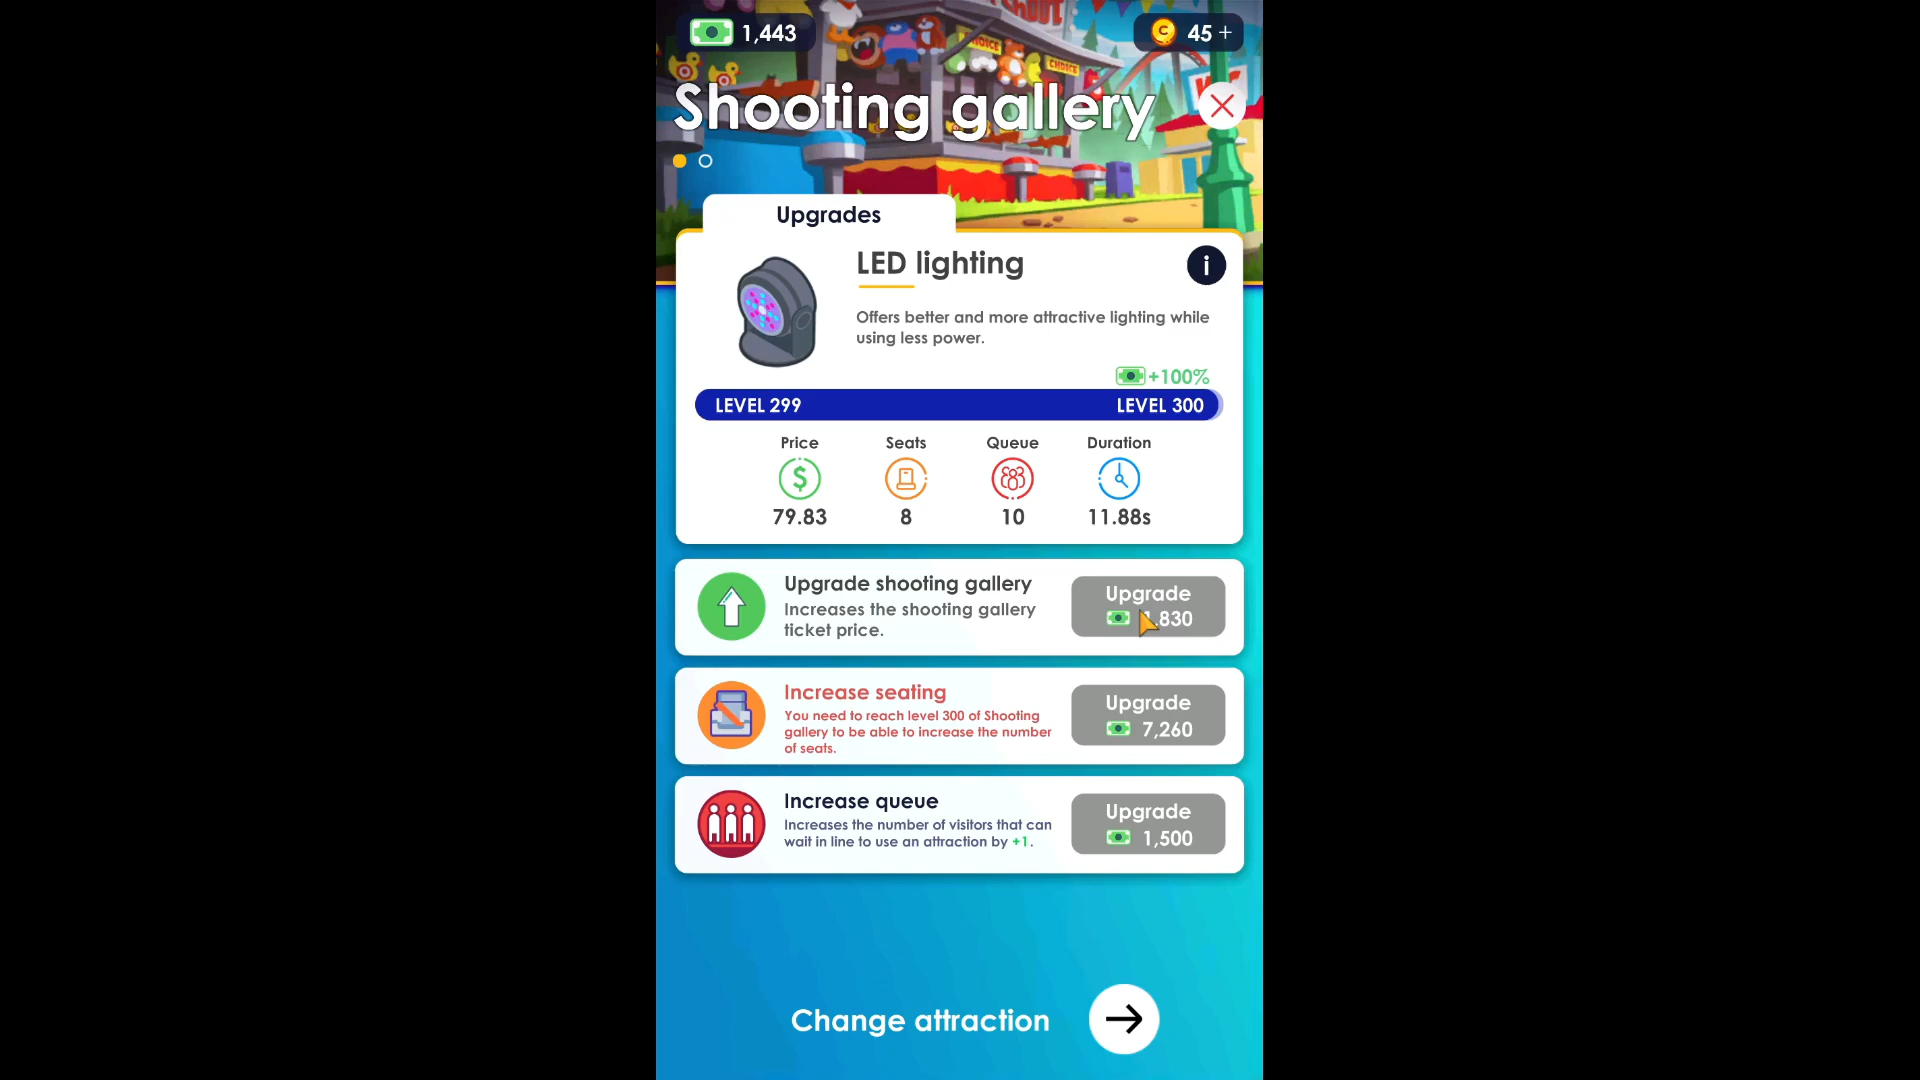 1,443
45 +
CHOICE
CHOICE
Shooting gallery
Upgrades
LED lighting
i
Offers better and more attractive lighting while
using less power.
+100%
LEVEL 299
LEVEL 300
Price
Seats
Queue
Duration
$
79.83
8
10
11.88s
Upgrade shooting gallery
Increases the shooting gallery
ticket price.
Upgrade
Increase seating
You need to reach level 300 of Shooting
gallery to be able to increase the number
of seats.
Upgrade
7,260
Increase queue
Increases the number of visitors that can
wait in line to use an attraction by +1.
Upgrade
1,500
Change attraction